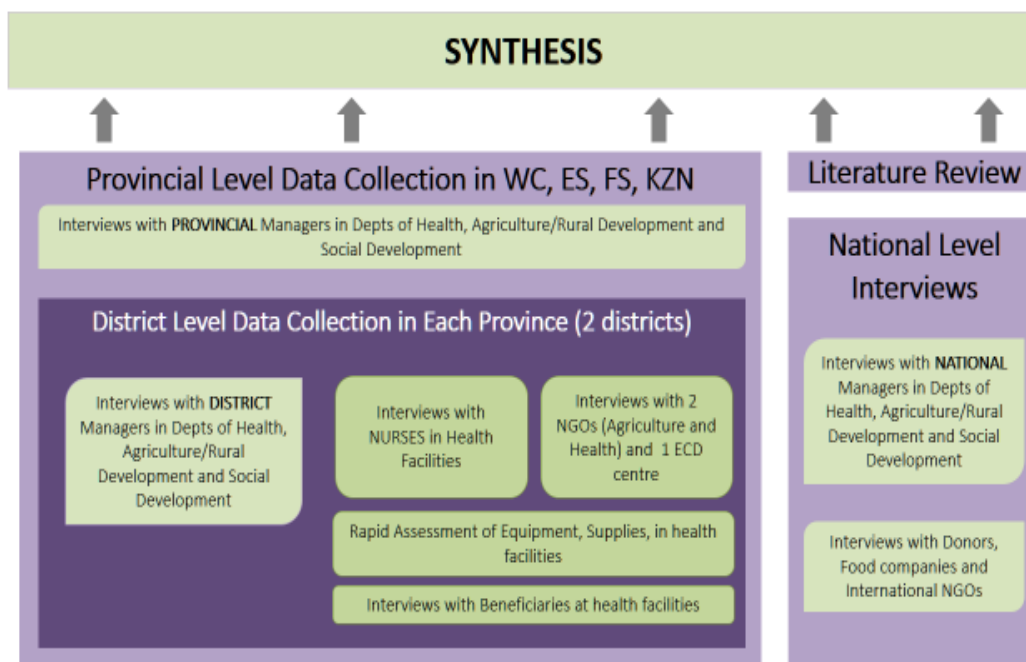 SYNTHESIS
Provincial Level Data Collection in WC, ES, FS, KZN
Interviews with PROVINCIAL Managers in Depts of Health, Agriculture/Rural Development and
Social Development
District Level Data Collection in Each Province (2 districts)
Interviews with DISTRICT
Managers in Depts of Health,
Agriculture/Rural
Development and Social
Development
Interviews with
NURSES in Health
Facilities
Interviews with 2
NGOs (Agriculture and
Health) and 1 ECD
centre
Rapid Assessment of Equipment, Supplies, in health
facilities
Interviews with Beneficiaries at health facilities
Literature Review
National Level
Interviews
Interviews with NATIONAL
Managers in Depts of
Health, Agriculture/Rural
Development and Social
Development
Interviews with Donors,
Food companies and
International NGOs